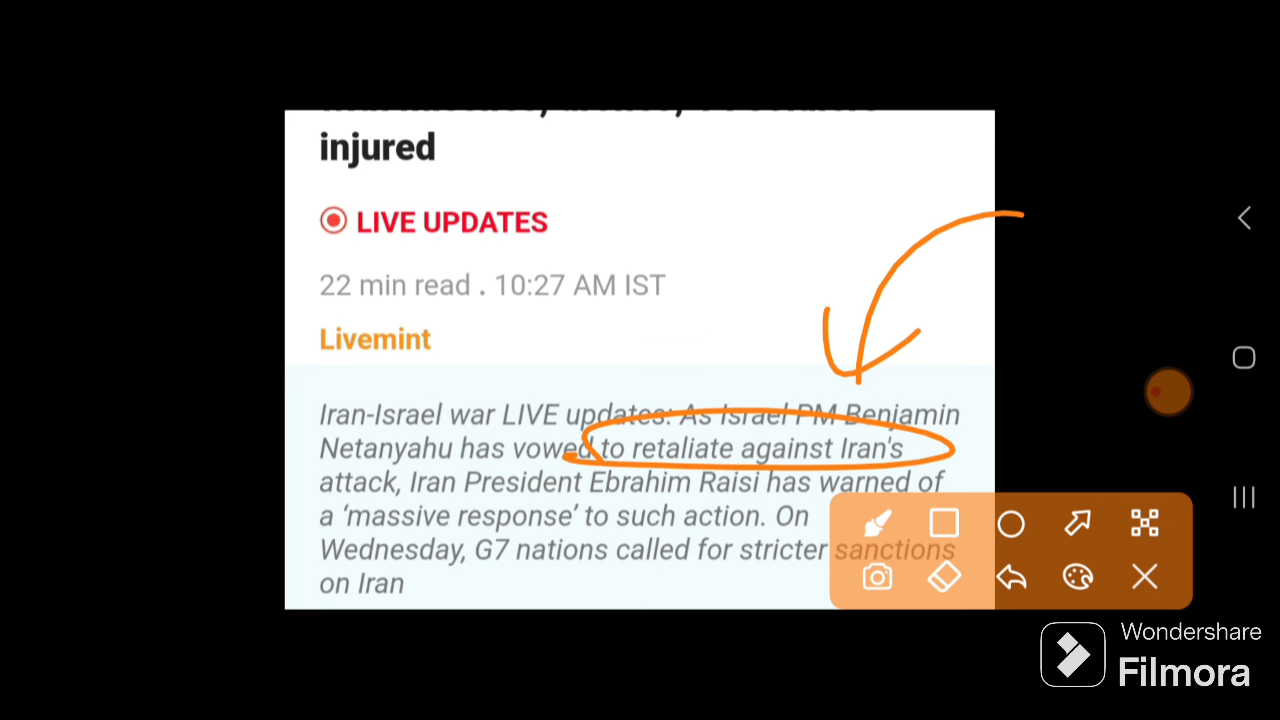 injured
LIVE UPDATES
22 min read . 10:27 AM IST
Livemint
Iran-Israel war LIVE updates: As Israel PM Benjamin
Netanyahu has vowed to retaliate against Iran's
attack, Iran President Ebrahim Raisi has warned of
a ‘massive response’ to such action. On
Wednesday, G7 nations called for stricter sanctions
on Iran
Wondershare
Filmora